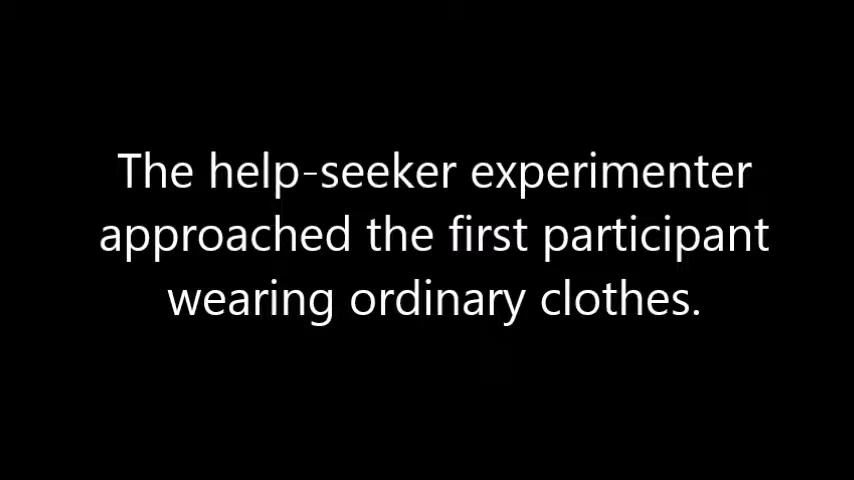 The help-seeker experimenter
approached the first participant
wearing ordinary clothes.